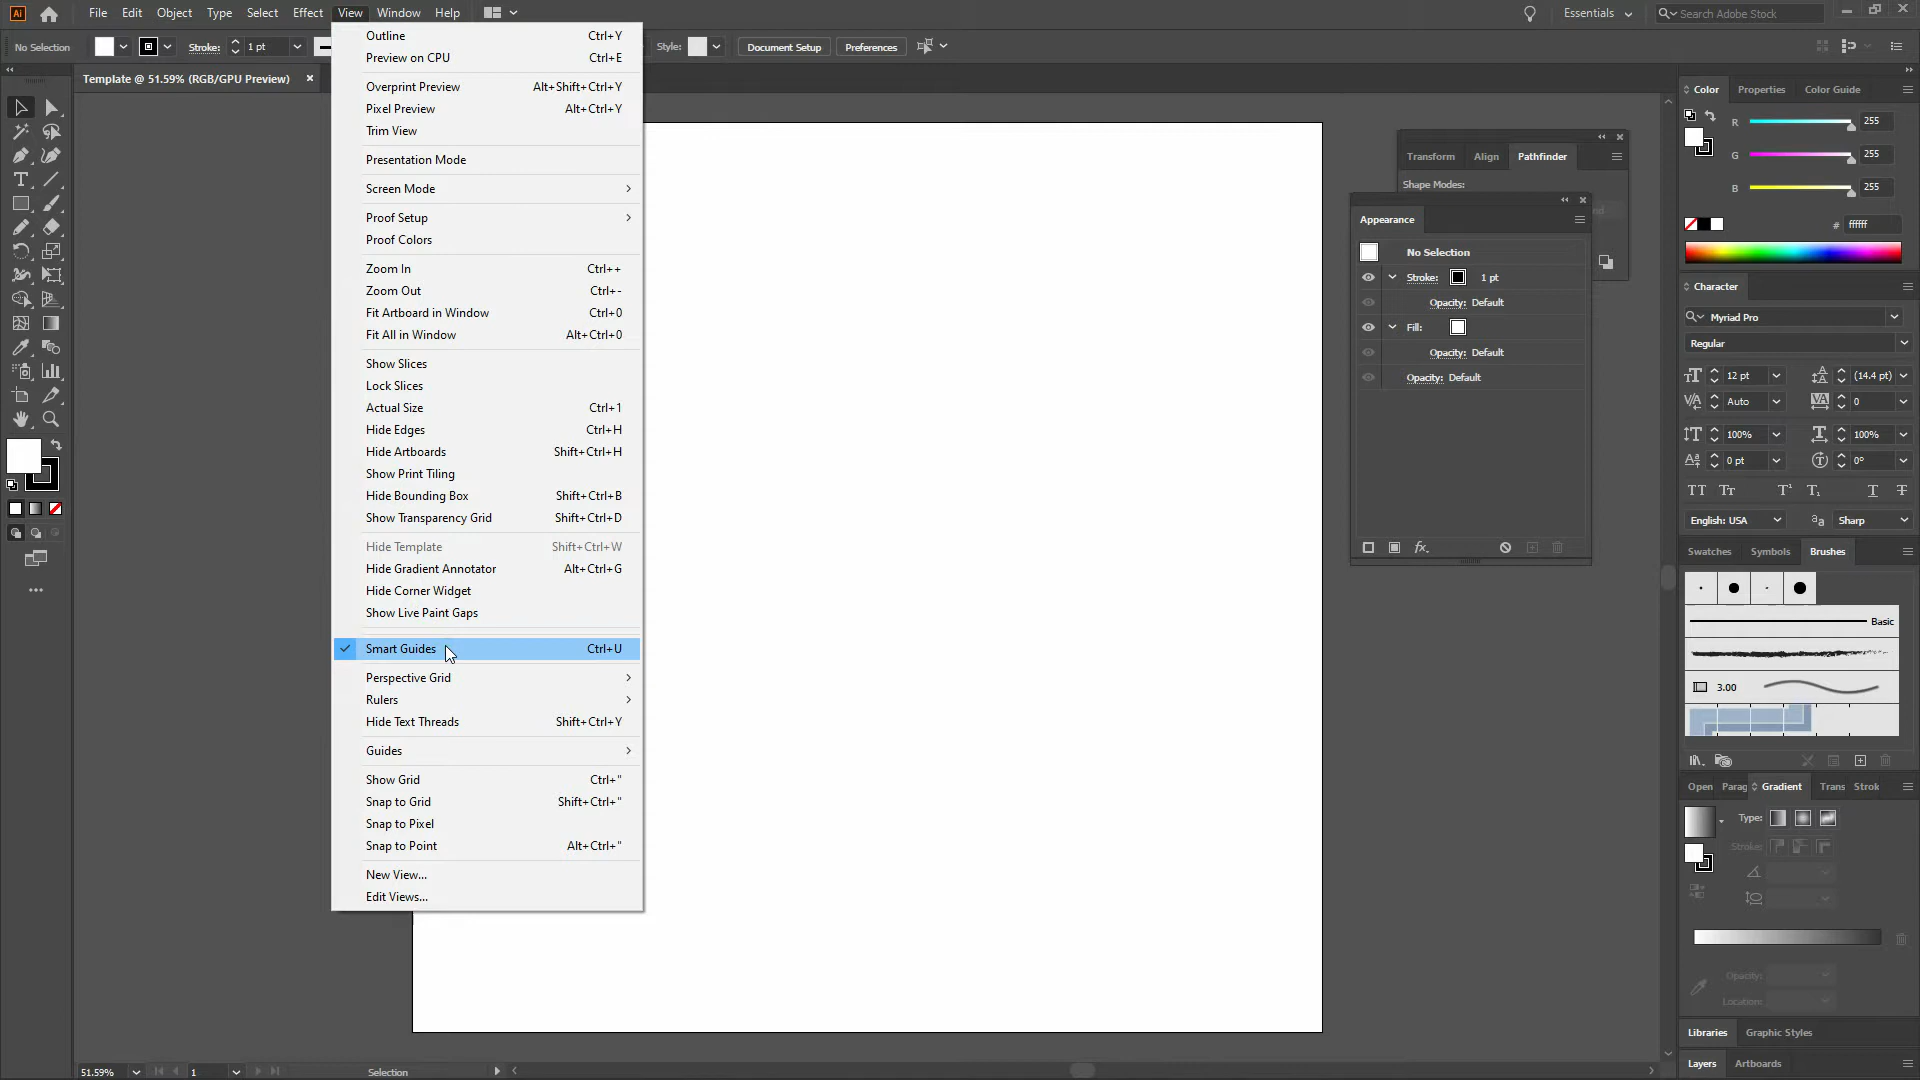 Ai File Edit Object Type Select Effect View Window Help Essentials Search Adobe Stock
No Selection Stroke: 1 pt Style: Document Setup Preferences
Template @ 51.59% (RGB/GPU Preview)
Outline Ctrl+Y
Preview on CPU Ctrl+E
Overprint Preview Alt+Shift+Ctrl+Y
Pixel Preview Alt+Ctrl+Y
Trim View
Presentation Mode
Screen Mode
Proof Setup
Proof Colors
Zoom In Ctrl++
Zoom Out Ctrl+-
Fit Artboard in Window Ctrl+0
Fit All in Window Alt+Ctrl+0
Show Slices
Lock Slices
Actual Size Ctrl+1
Hide Edges Ctrl+H
Hide Artboards Shift+Ctrl+H
Show Print Tiling
Hide Bounding Box Shift+Ctrl+B
Show Transparency Grid Shift+Ctrl+D
Hide Template Shift+Ctrl+W
Hide Gradient Annotator Alt+Ctrl+G
Hide Corner Widget
Show Live Paint Gaps
Smart Guides Ctrl+U
Perspective Grid
Rulers
Hide Text Threads Shift+Ctrl+Y
Guides
Show Grid Ctrl+"
Snap to Grid Shift+Ctrl+"
Snap to Pixel
Snap to Point Alt+Ctrl+"
New View...
Edit Views...
Transform Align Pathfinder
Shape Modes:
Appearance
No Selection
Stroke: 1 pt
Opacity: Default
Fill:
Opacity: Default
Opacity: Default
fx.
Color Properties Color Guide
R 255
G 255
B 255
# ffffff
Character
Myriad Pro
Regular
12 pt (14.4 pt)
Auto 0
100% 100%
0 pt 0°
English: USA Sharp
Swatches Symbols Brushes
Basic
3.00
Open Parag Gradient Trans Strok
Type:
Stroke:
Opacity:
Location:
Libraries Graphic Styles
Layers Artboards
51.59% 1 Selection